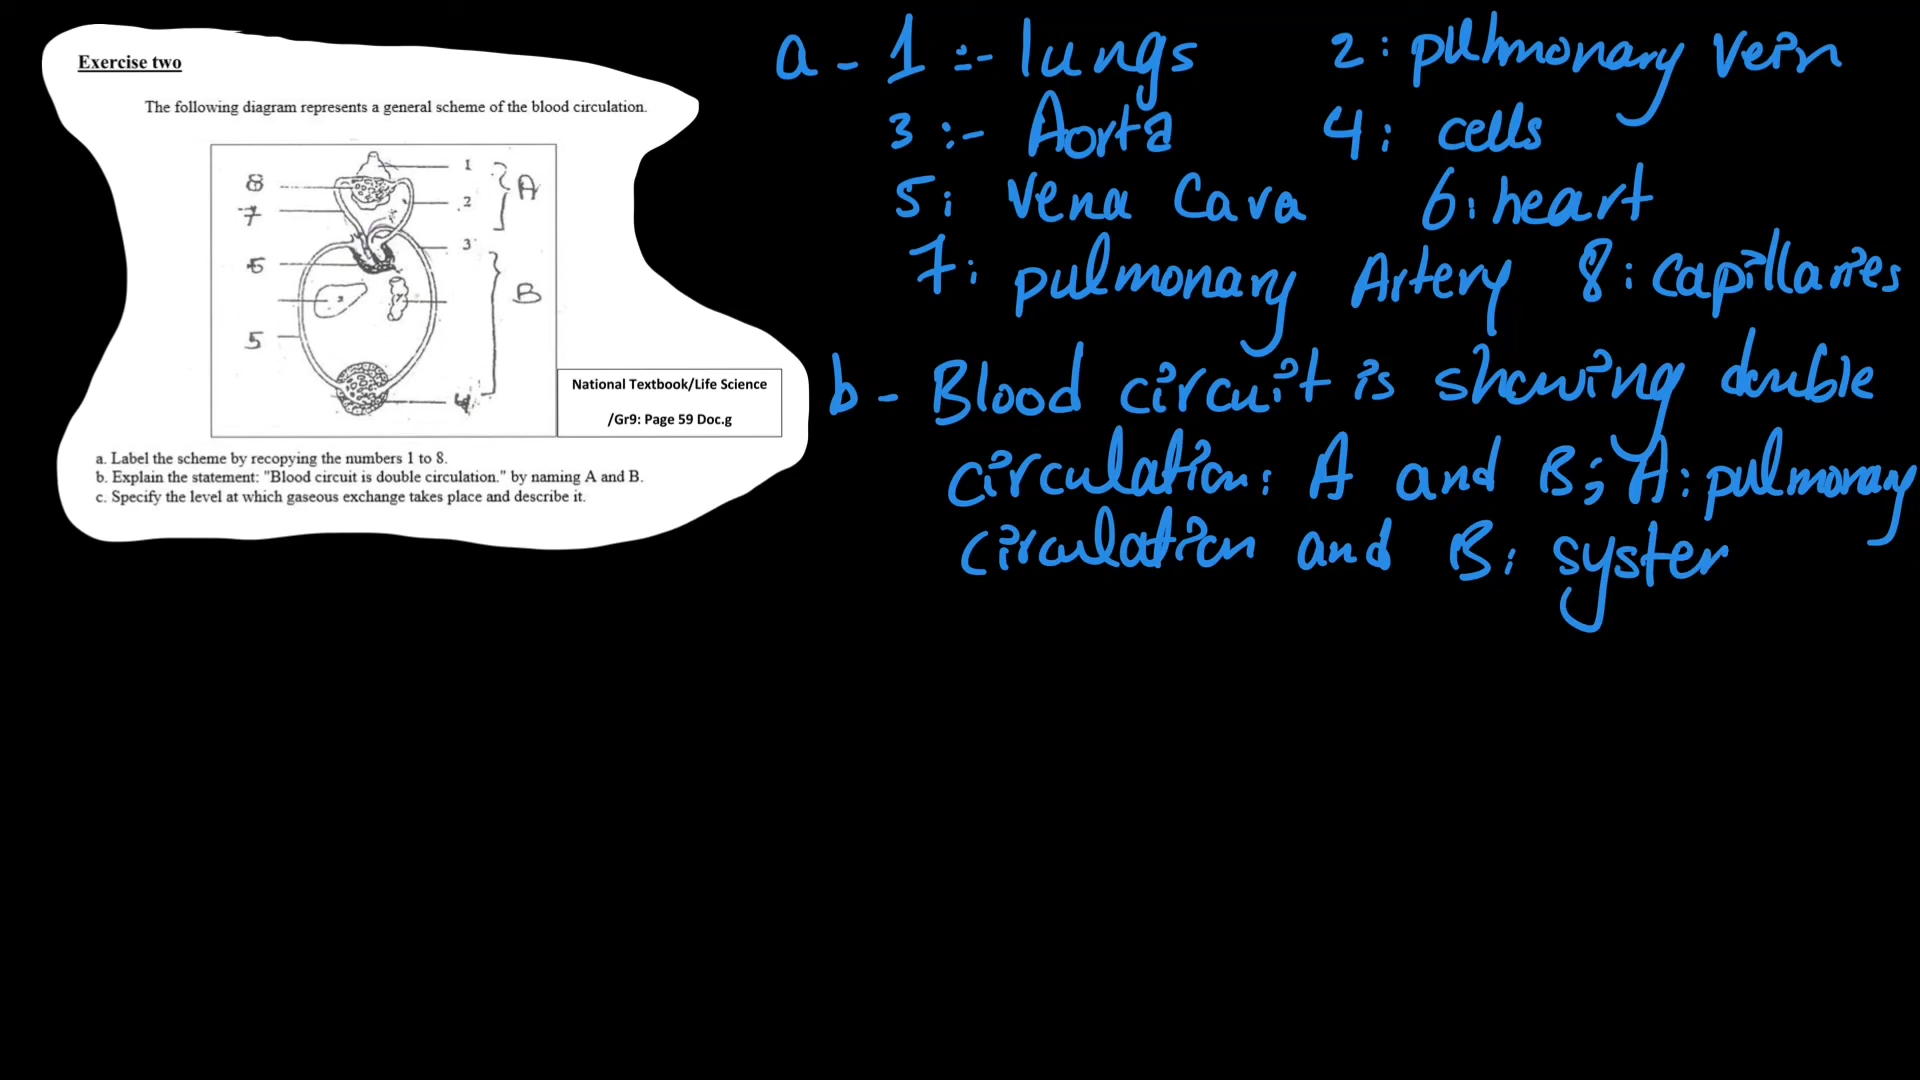 Exercise two
The following diagram represents a general scheme of the blood circulation.
1
8
A
7
2
3
6
B
5
4
National Textbook/Life Science
/Gr9: Page 59 Doc.g
a. Label the scheme by recopying the numbers 1 to 8.
b. Explain the statement: "Blood circuit is double circulation." by naming A and B.
c. Specify the level at which gaseous exchange takes place and describe it.
a - 1 :- lungs 2 : pulmonary vein
3 :- Aorta 4 : cells
5 : Vena Cava 6 : heart
7 : pulmonary Artery 8 : capillaries
b - Blood circuit is showing double
circulation : A and B ; A : pulmonary
circulation and B : syster